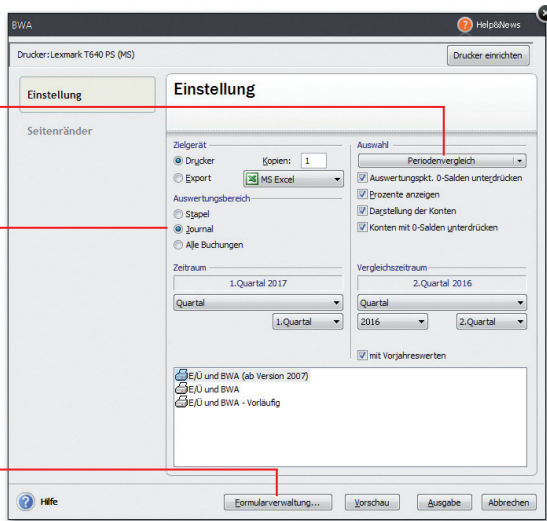 BWA
Help&News
Drucker:Lexmark T640 PS (MS)
Drucker einrichten
Einstellung
Seitenränder
Einstellung
Zielgerät
Drucker
Kopien: 1
Export
MS Excel
Auswertungsbereich
Stapel
Journal
Alle Buchungen
Auswahl
Periodenvergleich
Auswertungspkt. 0-Salden unterdrücken
Prozente anzeigen
Darstellung der Konten
Konten mit 0-Salden unterdrücken
Zeitraum
1.Quartal 2017
Quartal
1.Quartal
Vergleichszeitraum
2.Quartal 2016
Quartal
2016
2.Quartal
mit Vorjahreswerten
E/Ü und BWA (ab Version 2007)
E/Ü und BWA
E/Ü und BWA - Vorläufig
Hilfe
Formularverwaltung...
Vorschau
Ausgabe
Abbrechen